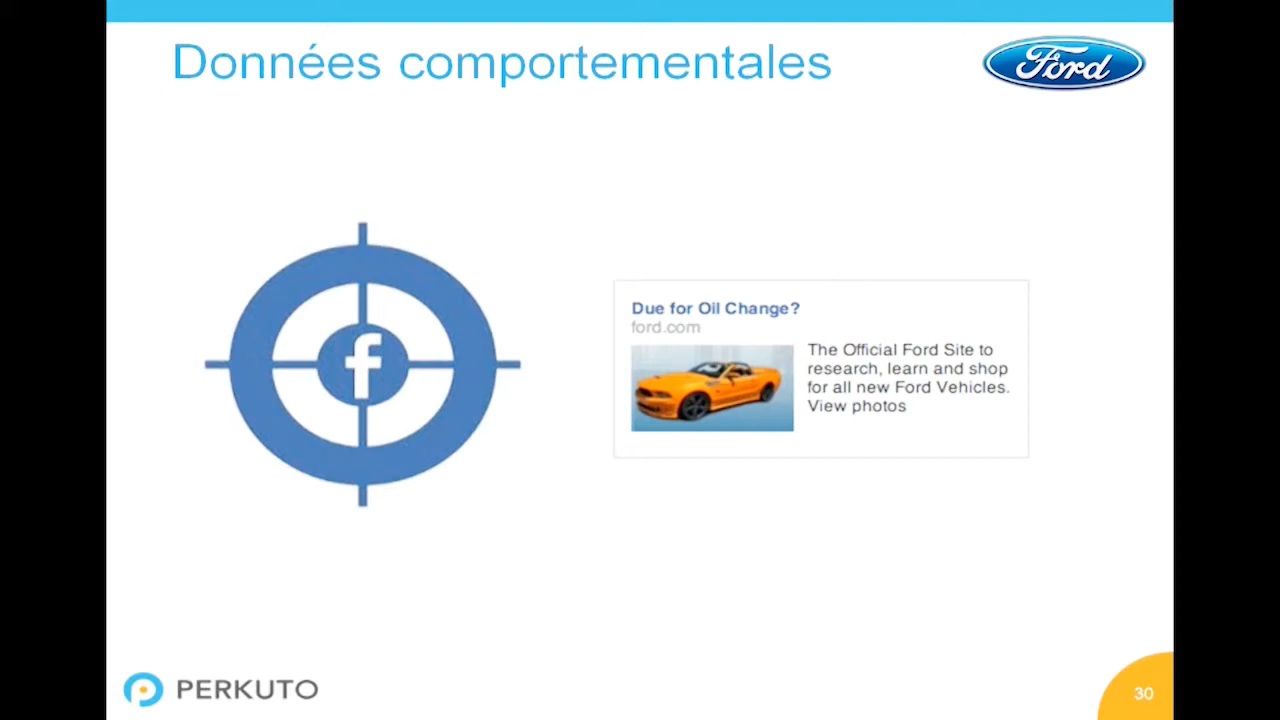 Données comportementales
Ford
f
Due for Oil Change?
ford.com
The Official Ford Site to
research, learn and shop
for all new Ford Vehicles.
View photos
PERKUTO
30